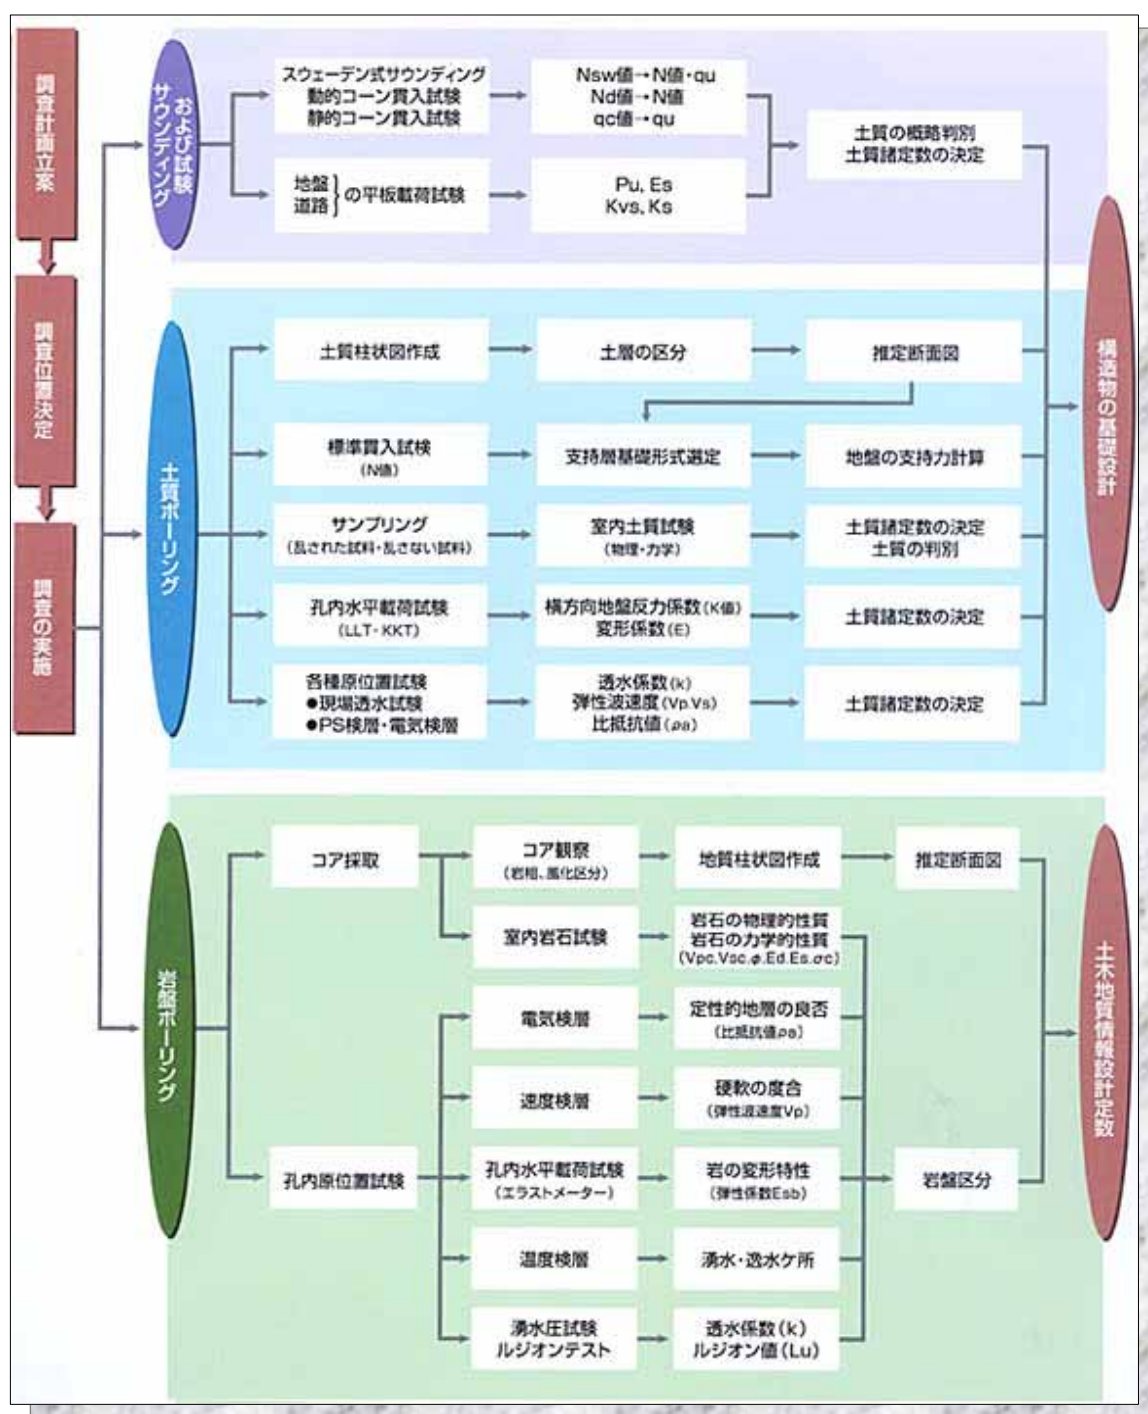 調査計画立案
調査位置決定
調査の実施
サウンディング
および試験
スウェーデン式サウンディング
動的コーン貫入試験
静的コーン貫入試験
Nsw値→N値・qu
Nd値→N値
qc値→qu
土質の概略判別
土質諸定数の決定
地盤
道路}の平板載荷試験
Pu, Es
Kvs, Ks
土質ボーリング
土質柱状図作成
土層の区分
推定断面図
標準貫入試検
(N値)
支持層基礎形式選定
地盤の支持力計算
サンプリング
(乱された試料・乱さない試料)
室内土質試験
(物理・力学)
土質諸定数の決定
土質の判別
孔内水平載荷試験
(LLT・KKT)
横方向地盤反力係数(K値)
変形係数(E)
土質諸定数の決定
各種原位置試験
●現場透水試験
●PS検層・電気検層
透水係数(k)
弾性波速度(Vp.Vs)
比抵抗値(ρa)
土質諸定数の決定
構造物の基礎設計
岩盤ボーリング
コア採取
コア観察
(岩相、風化区分)
地質柱状図作成
推定断面図
室内岩石試験
岩石の物理的性質
岩石の力学的性質
(Vpc.Vsc.φ.Ed.Es.σc)
電気検層
定性的地層の良否
(比抵抗値ρa)
速度検層
硬軟の度合
(弾性波速度Vp)
孔内原位置試験
孔内水平載荷試験
(エラストメーター)
岩の変形特性
(弾性係数Esb)
岩盤区分
温度検層
湧水・逸水ケ所
湧水圧試験
ルジオンテスト
透水係数(k)
ルジオン値(Lu)
土木地質情報設計定数